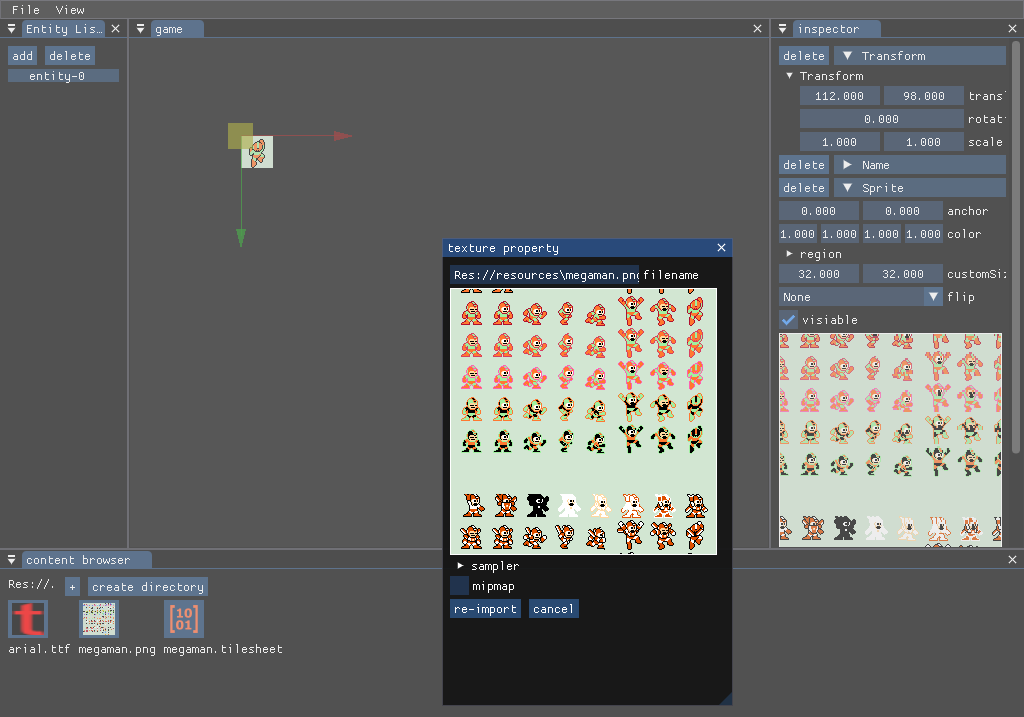 File View
Entity Lis...
add delete
entity-0
game
inspector
delete Transform
Transform
112.000 98.000 trans
0.000 rotat
1.000 1.000 scale
delete Name
delete Sprite
0.000 0.000 anchor
1.000 1.000 1.000 1.000 color
region
32.000 32.000 customSi
None flip
visiable
texture property
Res://resources\megaman.png filename
sampler
mipmap
re-import cancel
content browser
Res://. + create directory
t
10
01
arial.ttf megaman.png megaman.tilesheet